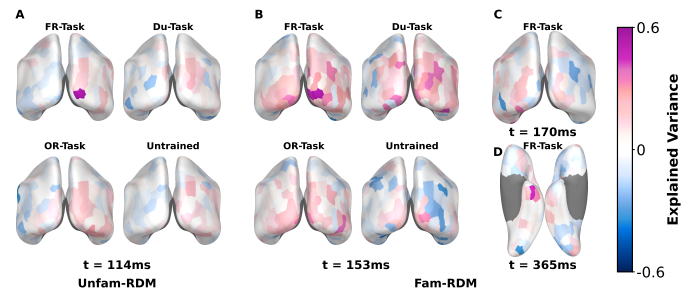 A
FR-Task
Du-Task
OR-Task
Untrained
t = 114ms
Unfam-RDM
B
FR-Task
Du-Task
OR-Task
Untrained
t = 153ms
Fam-RDM
C
FR-Task
t = 170ms
D
FR-Task
t = 365ms
0.6
0
-0.6
Explained Variance